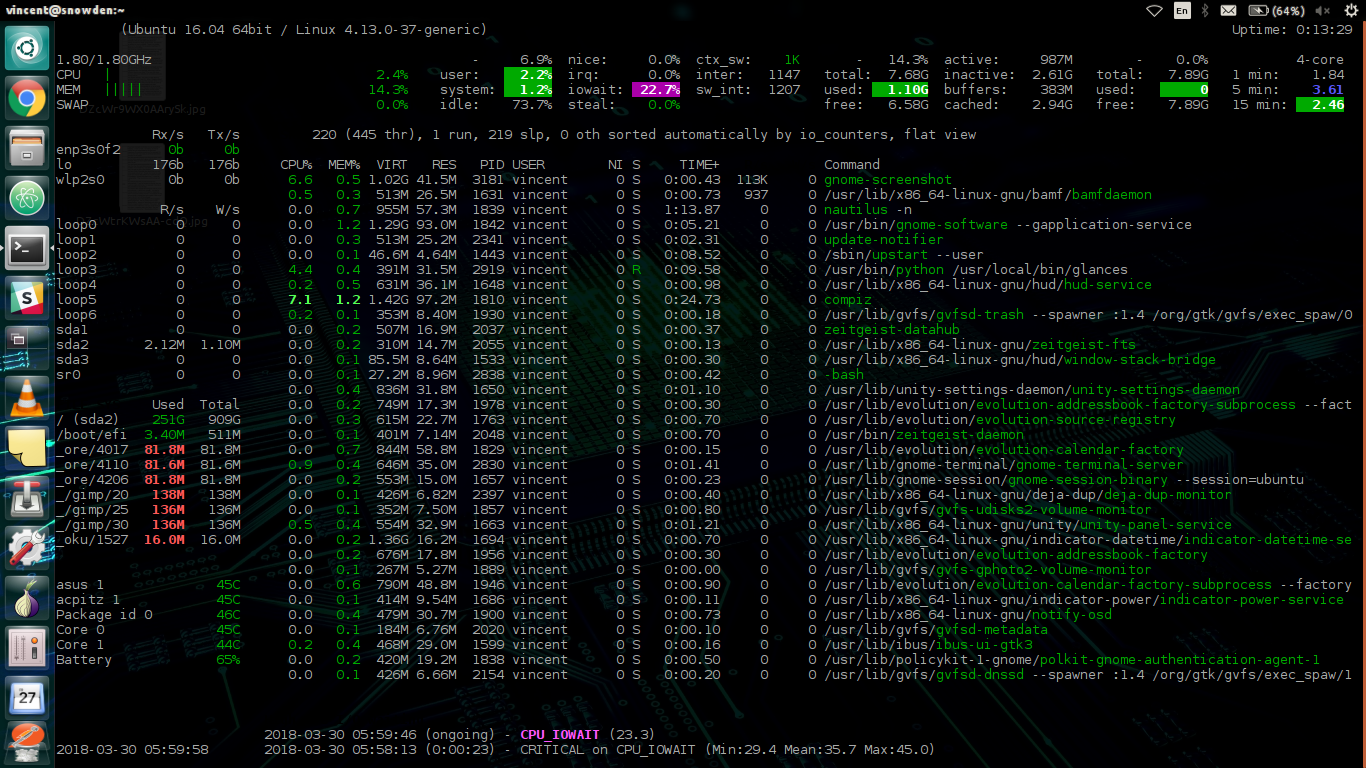 vincent@snowden:~ En (64%)
(Ubuntu 16.04 64bit / Linux 4.13.0-37-generic) Uptime: 0:13:29
1.80/1.80GHz - 6.9% nice: 0.0% ctx_sw: 1K - 14.3% active: 987M - 0.0% 4-core
CPU | 2.4% user: 2.2% irq: 0.0% inter: 1147 total: 7.68G inactive: 2.61G total: 7.89G 1 min: 1.84
MEM ||||| 14.3% system: 1.2% iowait: 22.7% sw_int: 1207 used: 1.10G buffers: 383M used: 0 5 min: 3.61
SWAP 0.0% idle: 73.7% steal: 0.0% free: 6.58G cached: 2.94G free: 7.89G 15 min: 2.46
DZcWr9WX0AArySk.jpg
Rx/s Tx/s 220 (445 thr), 1 run, 219 slp, 0 oth sorted automatically by io_counters, flat view
enp3s0f2 0b 0b
lo 176b 176b CPU% MEM% VIRT RES PID USER NI S TIME+ Command
wlp2s0 0b 0b 6.6 0.5 1.02G 41.5M 3181 vincent 0 S 0:00.43 113K 0 gnome-screenshot
0.5 0.3 513M 26.5M 1631 vincent 0 S 0:00.73 937 0 /usr/lib/x86_64-linux-gnu/bamf/bamfdaemon
R/s W/s 0.0 0.7 955M 57.3M 1839 vincent 0 S 1:13.87 0 0 nautilus -n
loop0 0 0 0.0 1.2 1.29G 93.0M 1842 vincent 0 S 0:05.21 0 0 /usr/bin/gnome-software --gapplication-service
loop1 0 0 0.0 0.3 513M 25.2M 2341 vincent 0 S 0:02.31 0 0 update-notifier
loop2 0 0 0.0 0.1 46.6M 4.64M 1443 vincent 0 S 0:08.52 0 0 /sbin/upstart --user
loop3 0 0 4.4 0.4 391M 31.5M 2919 vincent 0 R 0:09.58 0 0 /usr/bin/python /usr/local/bin/glances
loop4 0 0 0.2 0.5 631M 36.1M 1648 vincent 0 S 0:00.98 0 0 /usr/lib/x86_64-linux-gnu/hud/hud-service
loop5 0 0 7.1 1.2 1.42G 97.2M 1810 vincent 0 S 0:24.73 0 0 compiz
loop6 0 0 0.2 0.1 353M 8.40M 1930 vincent 0 S 0:00.18 0 0 /usr/lib/gvfs/gvfsd-trash --spawner :1.4 /org/gtk/gvfs/exec_spaw/0
sda1 0 0 0.0 0.2 507M 16.9M 2037 vincent 0 S 0:00.37 0 0 zeitgeist-datahub
sda2 2.12M 1.10M 0.0 0.2 310M 14.7M 2055 vincent 0 S 0:00.13 0 0 /usr/lib/x86_64-linux-gnu/zeitgeist-fts
sda3 0 0 0.0 0.1 85.5M 8.64M 1533 vincent 0 S 0:00.30 0 0 /usr/lib/x86_64-linux-gnu/hud/window-stack-bridge
sr0 0 0 0.0 0.1 27.2M 8.96M 2838 vincent 0 S 0:00.42 0 0 -bash
0.0 0.4 836M 31.8M 1650 vincent 0 S 0:01.10 0 0 /usr/lib/unity-settings-daemon/unity-settings-daemon
Used Total 0.0 0.2 749M 17.3M 1978 vincent 0 S 0:00.30 0 0 /usr/lib/evolution/evolution-addressbook-factory-subprocess --fact
/ (sda2) 251G 909G 0.0 0.3 615M 22.7M 1763 vincent 0 S 0:00.70 0 0 /usr/lib/evolution/evolution-source-registry
/boot/efi 3.40M 511M 0.0 0.1 401M 7.14M 2048 vincent 0 S 0:00.70 0 0 /usr/bin/zeitgeist-daemon
_ore/4017 81.8M 81.8M 0.0 0.7 844M 58.8M 1829 vincent 0 S 0:00.15 0 0 /usr/lib/evolution/evolution-calendar-factory
_ore/4110 81.6M 81.6M 0.9 0.4 646M 35.0M 2830 vincent 0 S 0:01.41 0 0 /usr/lib/gnome-terminal/gnome-terminal-server
_ore/4206 81.8M 81.8M 0.0 0.2 553M 15.0M 1657 vincent 0 S 0:00.23 0 0 /usr/lib/gnome-session/gnome-session-binary --session=ubuntu
_/gimp/20 138M 138M 0.0 0.1 426M 6.82M 2397 vincent 0 S 0:00.40 0 0 /usr/lib/x86_64-linux-gnu/deja-dup/deja-dup-monitor
_/gimp/25 136M 136M 0.0 0.1 352M 7.50M 1857 vincent 0 S 0:00.80 0 0 /usr/lib/gvfs/gvfs-udisks2-volume-monitor
_/gimp/30 136M 136M 0.5 0.4 554M 32.9M 1663 vincent 0 S 0:01.21 0 0 /usr/lib/x86_64-linux-gnu/unity/unity-panel-service
_oku/1527 16.0M 16.0M 0.0 0.2 1.36G 16.2M 1694 vincent 0 S 0:00.70 0 0 /usr/lib/x86_64-linux-gnu/indicator-datetime/indicator-datetime-se
0.0 0.2 676M 17.8M 1956 vincent 0 S 0:00.30 0 0 /usr/lib/evolution/evolution-addressbook-factory
0.0 0.1 267M 5.27M 1889 vincent 0 S 0:00.00 0 0 /usr/lib/gvfs/gvfs-gphoto2-volume-monitor
asus 1 45C 0.0 0.6 790M 48.8M 1946 vincent 0 S 0:00.90 0 0 /usr/lib/evolution/evolution-calendar-factory-subprocess --factory
acpitz 1 45C 0.0 0.1 414M 9.54M 1686 vincent 0 S 0:00.11 0 0 /usr/lib/x86_64-linux-gnu/indicator-power/indicator-power-service
Package id 0 46C 0.0 0.4 479M 30.7M 1900 vincent 0 S 0:00.73 0 0 /usr/lib/x86_64-linux-gnu/notify-osd
Core 0 45C 0.0 0.1 184M 6.76M 2020 vincent 0 S 0:00.10 0 0 /usr/lib/gvfs/gvfsd-metadata
Core 1 44C 0.2 0.4 468M 29.0M 1599 vincent 0 S 0:00.16 0 0 /usr/lib/ibus/ibus-ui-gtk3
Battery 65% 0.0 0.2 420M 19.2M 1838 vincent 0 S 0:00.50 0 0 /usr/lib/policykit-1-gnome/polkit-gnome-authentication-agent-1
0.0 0.1 426M 6.66M 2154 vincent 0 S 0:00.20 0 0 /usr/lib/gvfs/gvfsd-dnssd --spawner :1.4 /org/gtk/gvfs/exec_spaw/1
27
2018-03-30 05:59:46 (ongoing) - CPU_IOWAIT (23.3)
2018-03-30 05:59:58 2018-03-30 05:58:13 (0:00:23) - CRITICAL on CPU_IOWAIT (Min:29.4 Mean:35.7 Max:45.0)